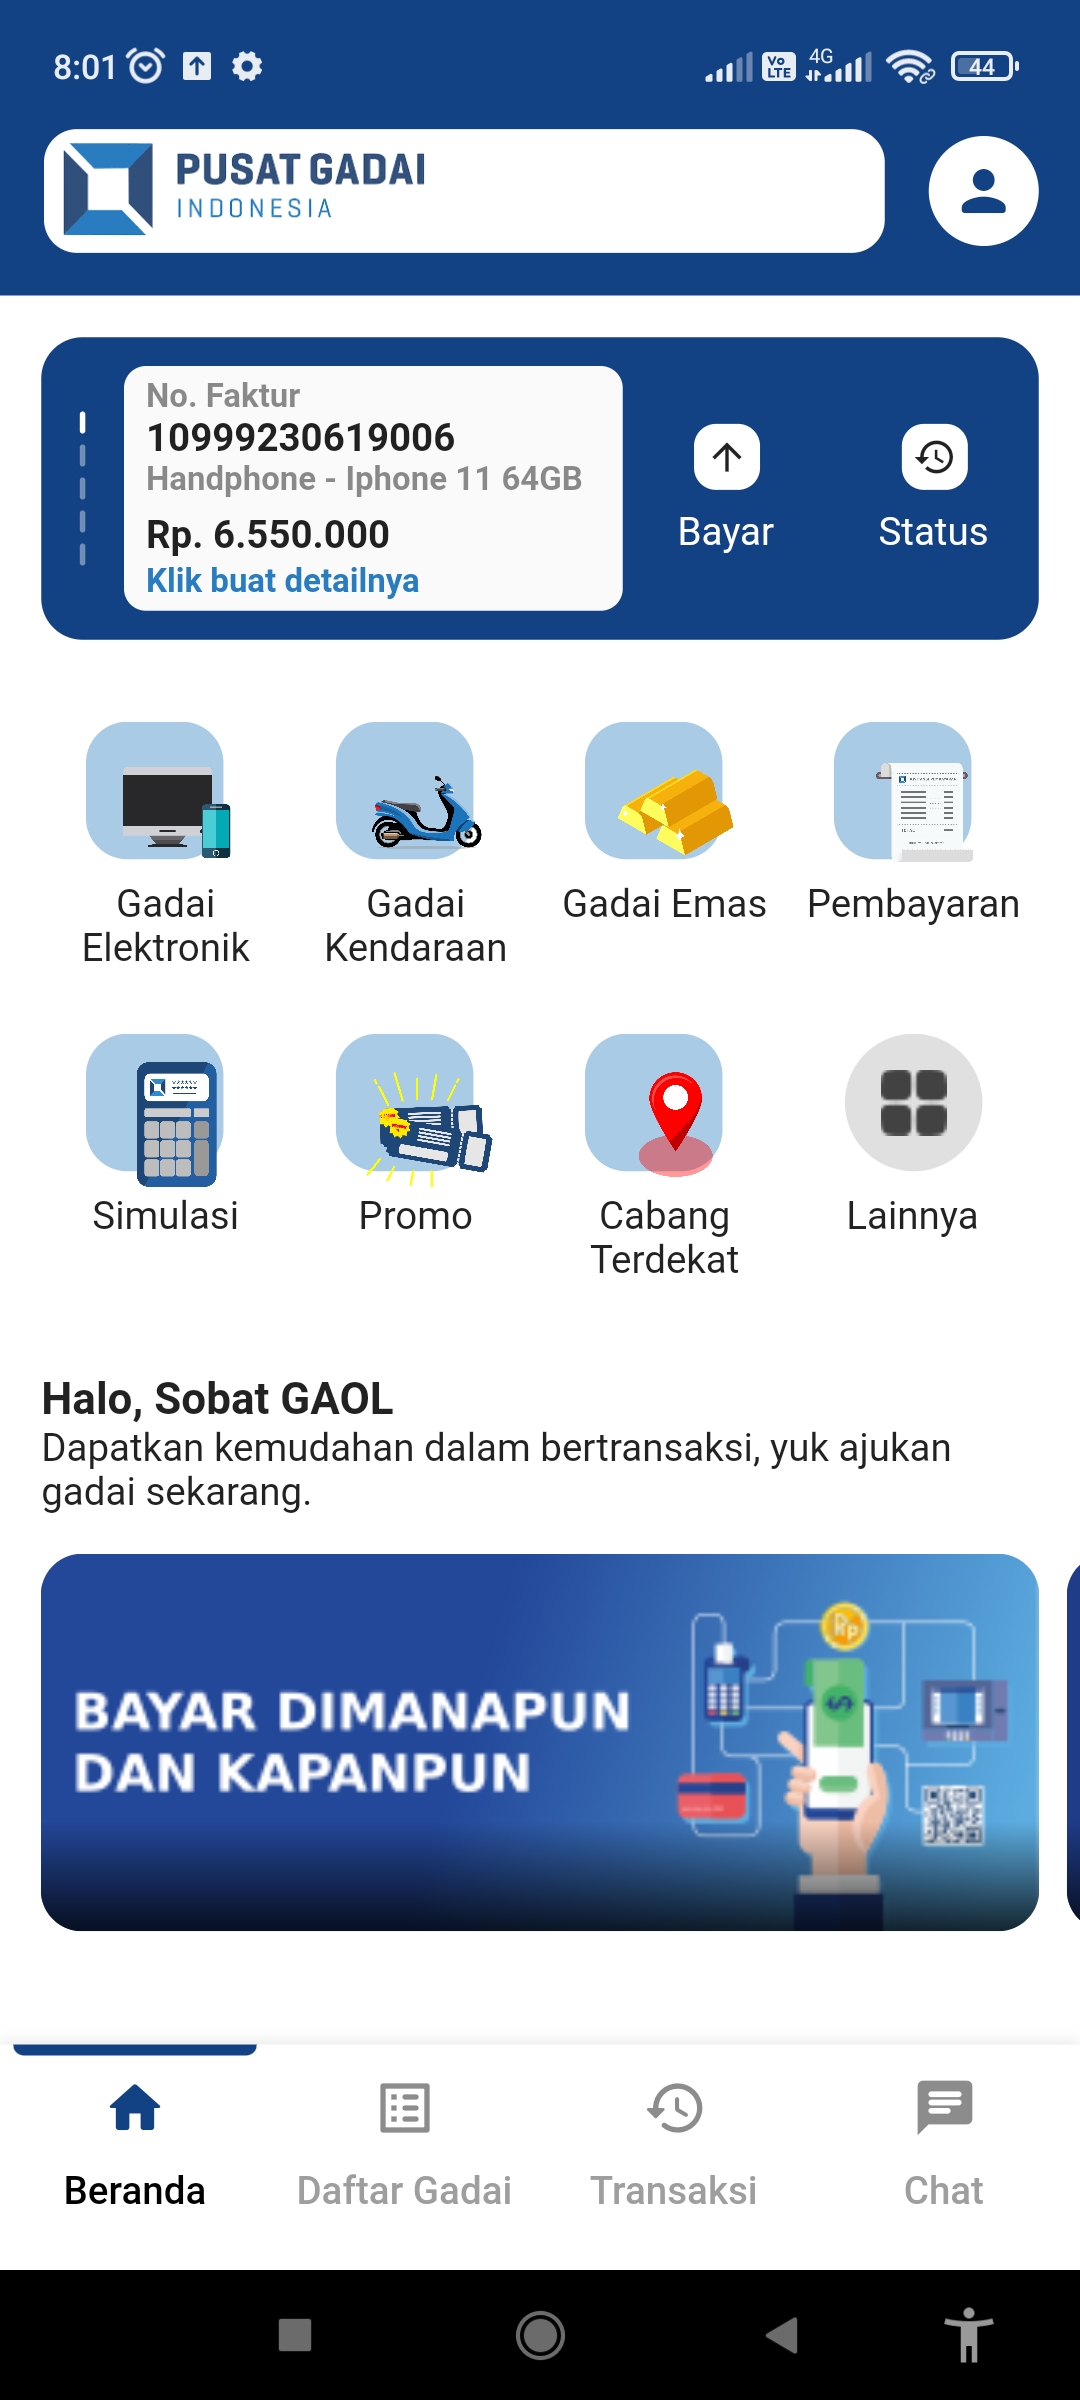 8:01
Vo
LTE
4G
44
PUSAT GADAI
INDONESIA
No. Faktur
10999230619006
Handphone - Iphone 11 64GB
Rp. 6.550.000
Klik buat detailnya
Bayar
Status
Gadai
Elektronik
Gadai
Kendaraan
Gadai Emas
Pembayaran
Simulasi
Promo
Cabang
Terdekat
Lainnya
Halo, Sobat GAOL
Dapatkan kemudahan dalam bertransaksi, yuk ajukan
gadai sekarang.
BAYAR DIMANAPUN
DAN KAPANPUN
Rp
$
Beranda
Daftar Gadai
Transaksi
Chat